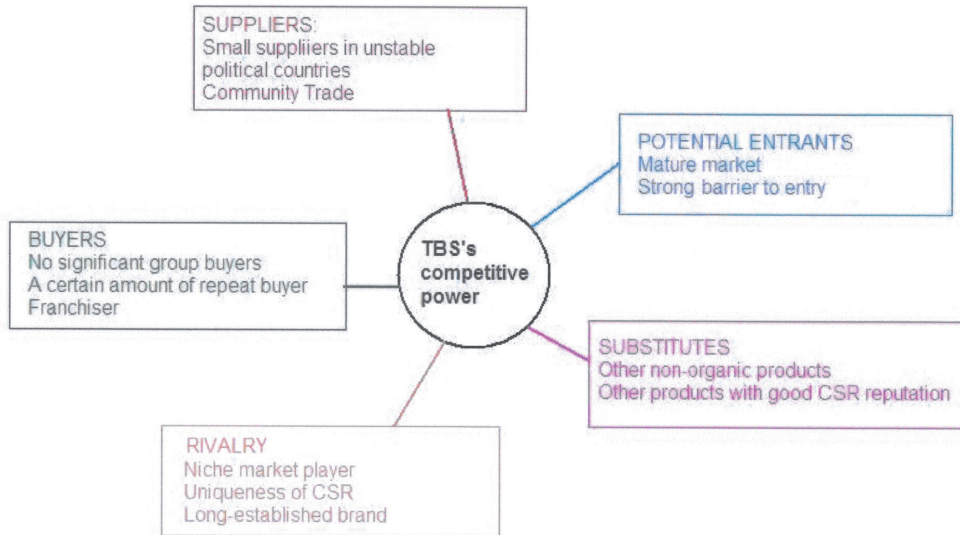 SUPPLIERS:
Small suppliiers in unstable
political countries
Community Trade
POTENTIAL ENTRANTS
Mature market
Strong barrier to entry
BUYERS
No significant group buyers
A certain amount of repeat buyer
Franchiser
TBS's
competitive
power
SUBSTITUTES
Other non-organic products
Other products with good CSR reputation
RIVALRY
Niche market player
Uniqueness of CSR
Long-established brand